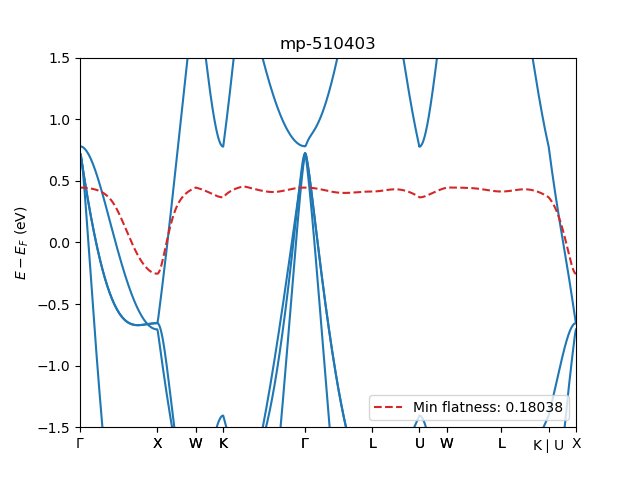 mp-510403
E − E_F (eV)
1.5
1.0
0.5
0.0
−0.5
−1.0
−1.5
Min flatness: 0.18038
Γ X W K Γ L U W L K | U X